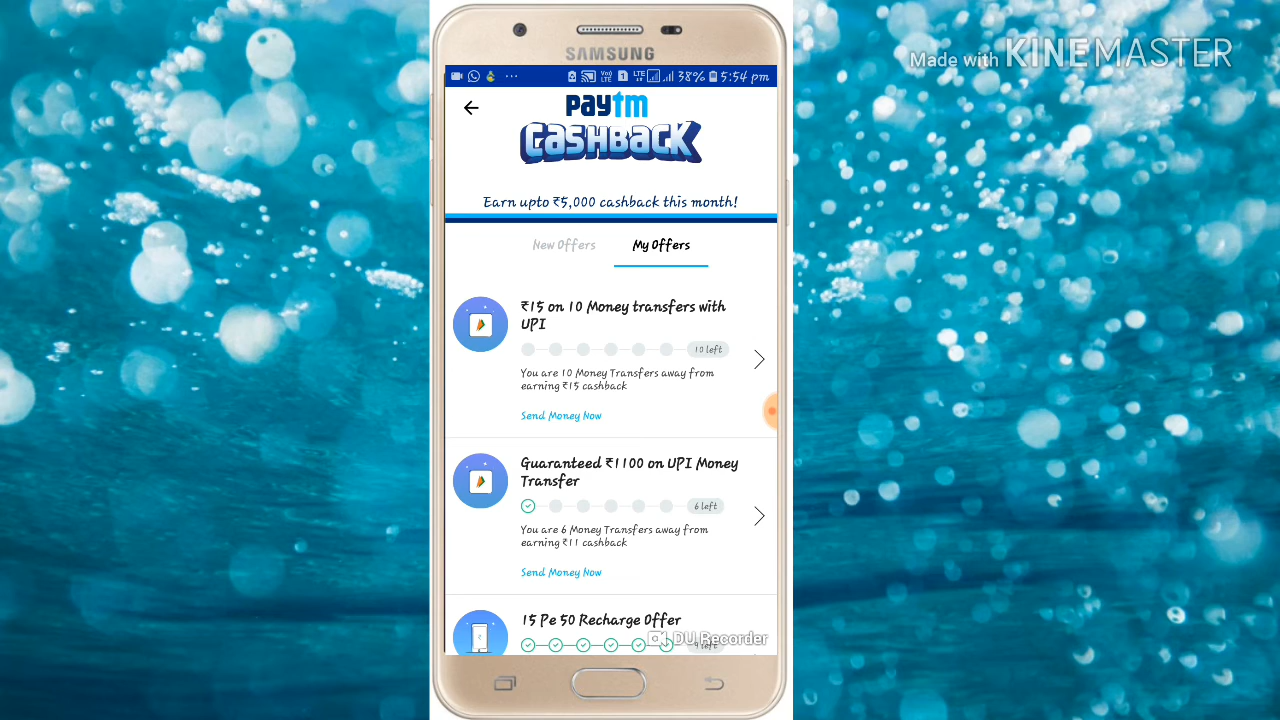 Made with KINEMASTER
SAMSUNG
38% 5:54 pm
paytm
CASHBACK
Earn upto ₹5,000 cashback this month!
New Offers My Offers
₹15 on 10 Money transfers with
UPI
10 left
You are 10 Money Transfers away from
earning ₹15 cashback
Send Money Now
Guaranteed ₹1100 on UPI Money
Transfer
6 left
You are 6 Money Transfers away from
earning ₹11 cashback
Send Money Now
15 Pe 50 Recharge Offer
DU Recorder